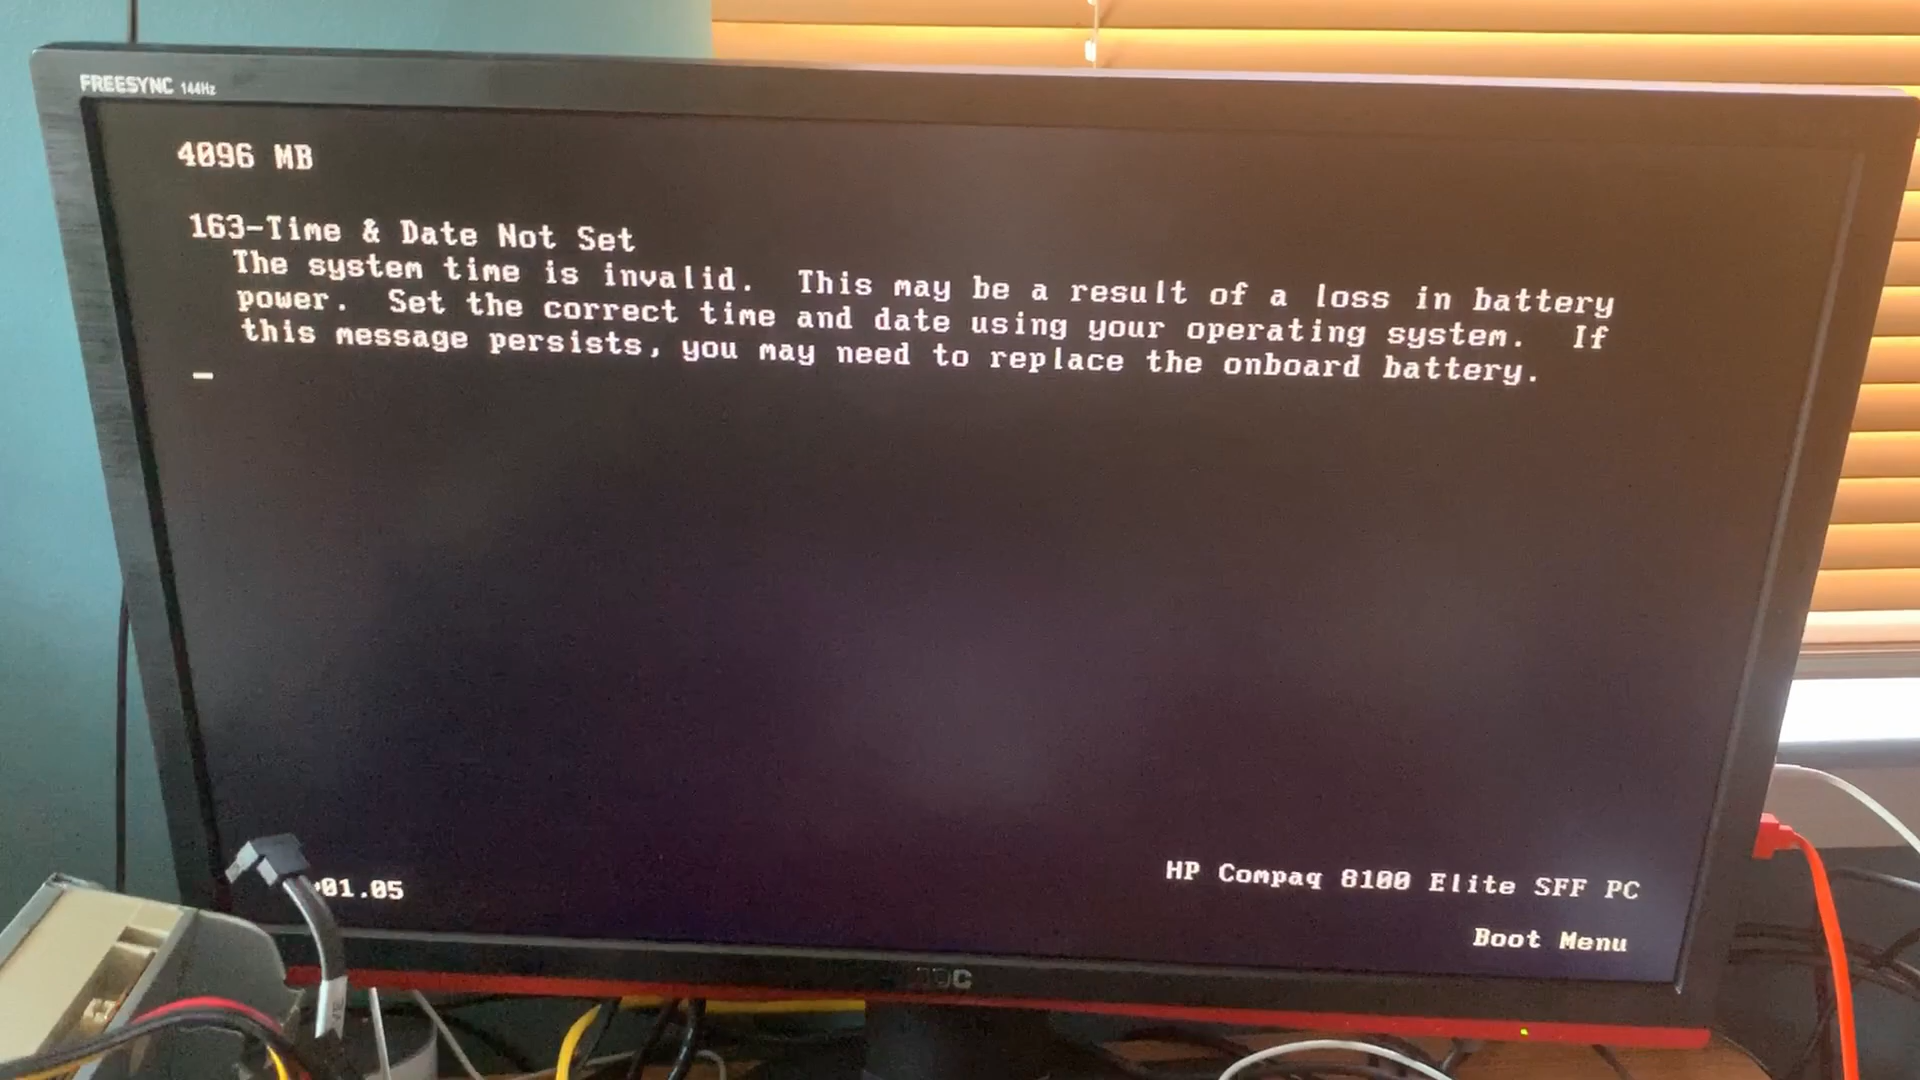 FREESYNC 144Hz
4096 MB
163-Time & Date Not Set
The system time is invalid. This may be a result of a loss in battery
power. Set the correct time and date using your operating system. If
this message persists, you may need to replace the onboard battery.
01.05
HP Compaq 8100 Elite SFF PC
Boot Menu